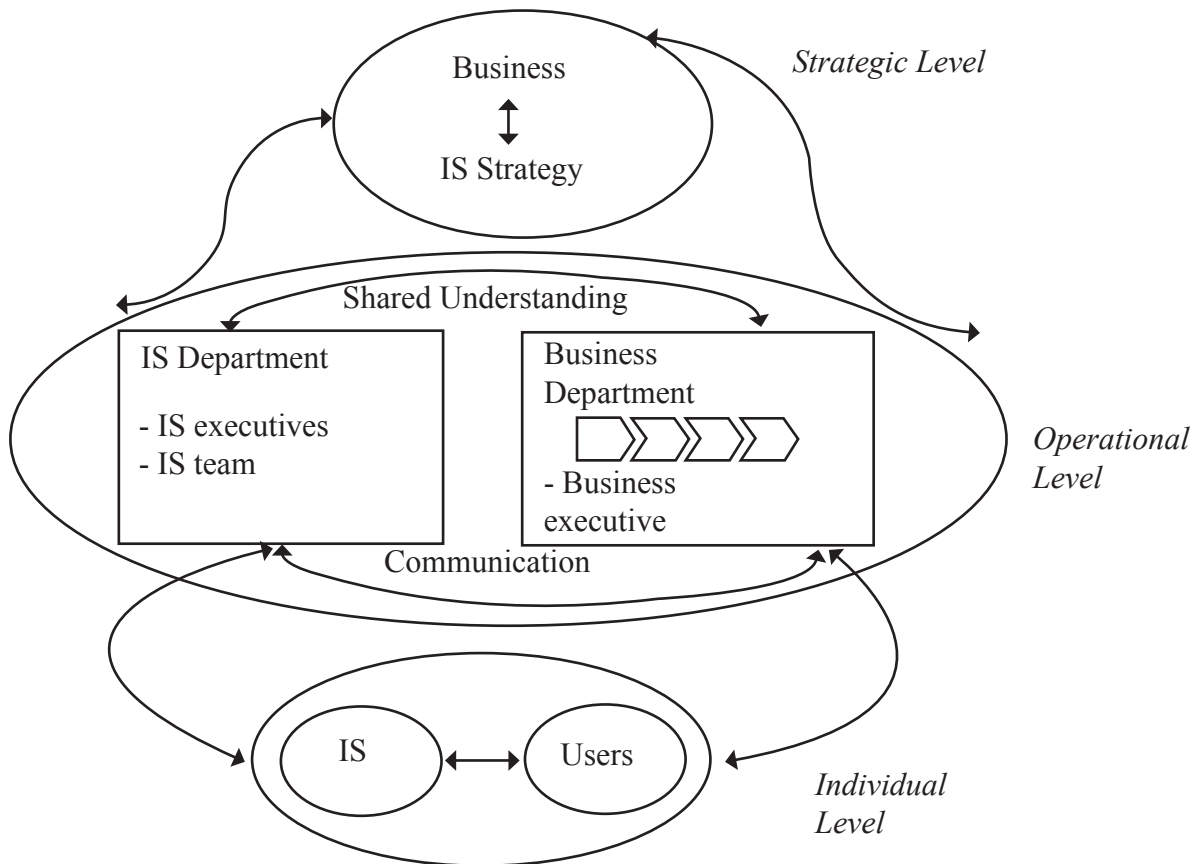 Business
Strategic Level
IS Strategy
Shared Understanding
IS Department
- IS executives
- IS team
Business
Department
- Business
executive
Operational
Level
Communication
IS
Users
Individual
Level